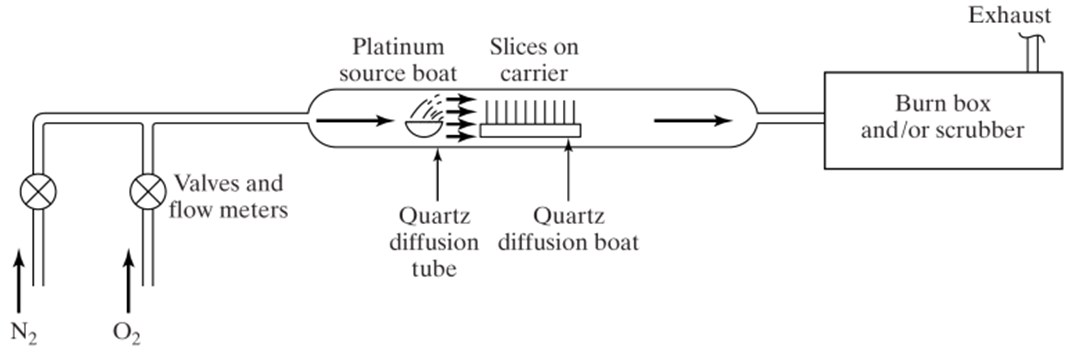 Exhaust
Platinum
source boat
Slices on
carrier
Burn box
and/or scrubber
Valves and
flow meters
Quartz
diffusion
tube
Quartz
diffusion boat
N₂
O₂